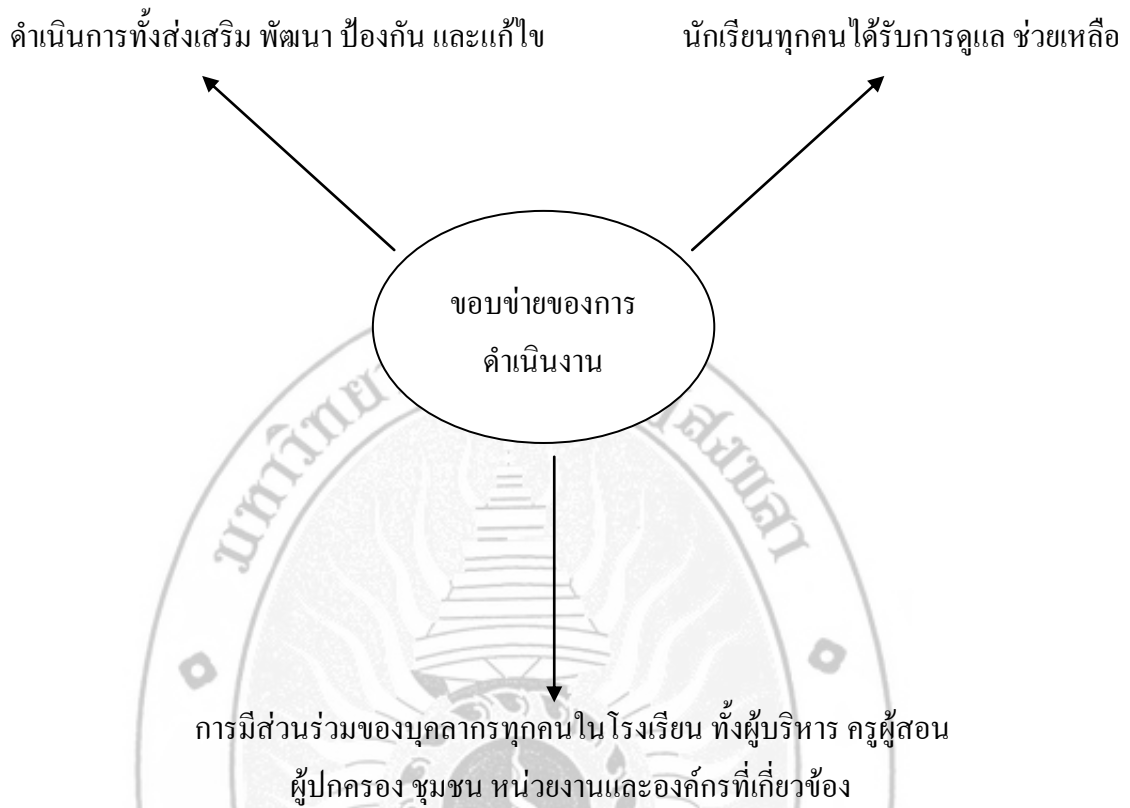 ดำเนินการทั้งส่งเสริม พัฒนา ป้องกัน และแก้ไข
นักเรียนทุกคนได้รับการดูแล ช่วยเหลือ
ขอบข่ายของการ
ดำเนินงาน
การมีส่วนร่วมของบุคลากรทุกคนในโรงเรียน ทั้งผู้บริหาร ครูผู้สอน
ผู้ปกครอง ชุมชน หน่วยงานและองค์กรที่เกี่ยวข้อง